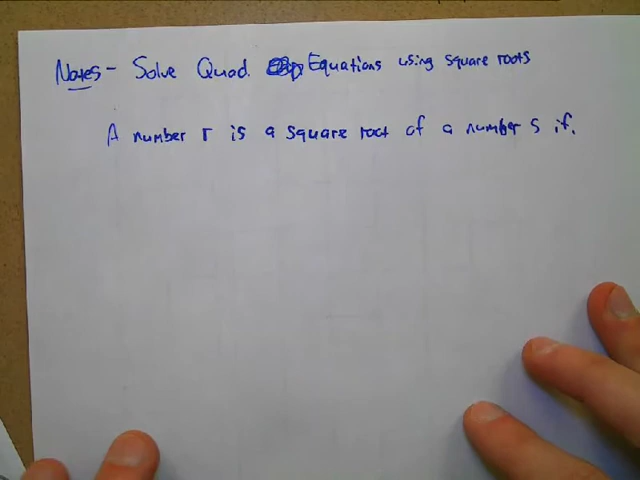 Notes - Solve Quad. Equations using square roots
A number r is a square root of a number s if.